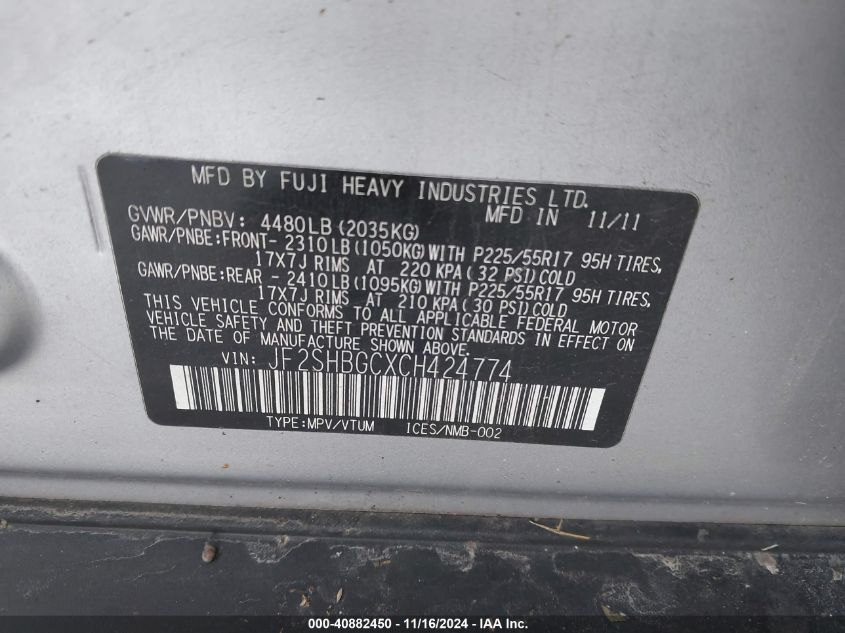 MFD BY FUJI HEAVY INDUSTRIES LTD.
GVWR/PNBV: 4480LB(2035KG) MFD IN 11/11
GAWR/PNBE:FRONT- 2310LB(1050KG)WITH P225/55R17 95H TIRES,
17X7J RIMS AT 220 KPA(32 PSI)COLD
GAWR/PNBE:REAR - 2410LB(1095KG)WITH P225/55R17 95H TIRES,
17X7J RIMS AT 210 KPA(30 PSI)COLD
THIS VEHICLE CONFORMS TO ALL APPLICABLE FEDERAL MOTOR
VEHICLE SAFETY AND THEFT PREVENTION STANDARDS IN EFFECT ON
THE DATE OF MANUFACTURE SHOWN ABOVE.
VIN: JF2SHBGCXCH424774
TYPE:MPV/VTUM ICES/NMB-002
000-40882450 - 11/16/2024 - IAAI.com